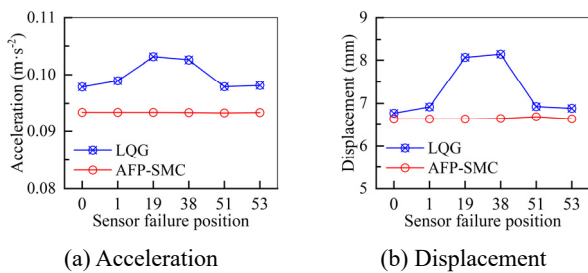 0.11
0.10
0.09
0.08
Acceleration (m·s⁻²)
LQG
AFP-SMC
0 1 19 38 51 53
Sensor failure position
(a) Acceleration
9
8
7
6
5
Displacement (mm)
LQG
AFP-SMC
0 1 19 38 51 53
Sensor failure position
(b) Displacement